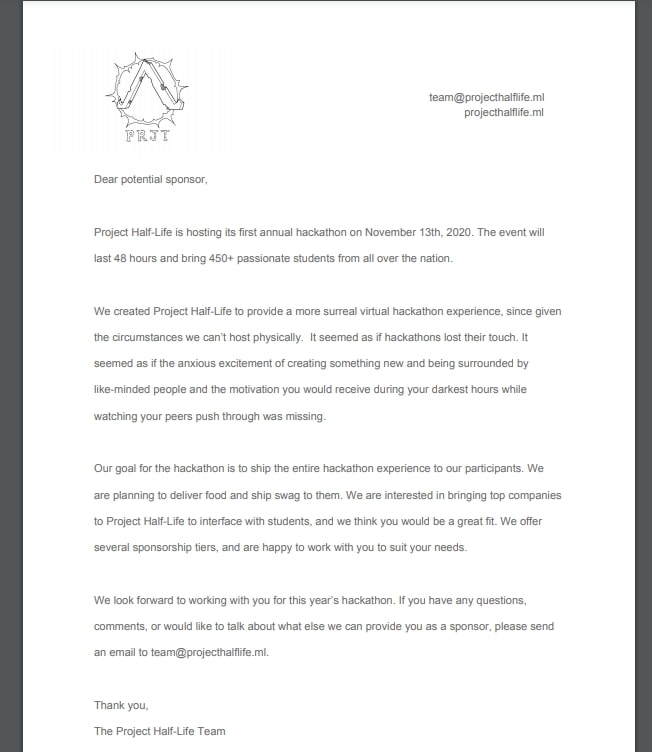 PRJT
team@projecthalflife.ml
projecthalflife.ml
Dear potential sponsor,
Project Half-Life is hosting its first annual hackathon on November 13th, 2020. The event will
last 48 hours and bring 450+ passionate students from all over the nation.
We created Project Half-Life to provide a more surreal virtual hackathon experience, since given
the circumstances we can’t host physically.  It seemed as if hackathons lost their touch. It
seemed as if the anxious excitement of creating something new and being surrounded by
like-minded people and the motivation you would receive during your darkest hours while
watching your peers push through was missing.
Our goal for the hackathon is to ship the entire hackathon experience to our participants. We
are planning to deliver food and ship swag to them. We are interested in bringing top companies
to Project Half-Life to interface with students, and we think you would be a great fit. We offer
several sponsorship tiers, and are happy to work with you to suit your needs.
We look forward to working with you for this year’s hackathon. If you have any questions,
comments, or would like to talk about what else we can provide you as a sponsor, please send
an email to team@projecthalflife.ml.
Thank you,
The Project Half-Life Team